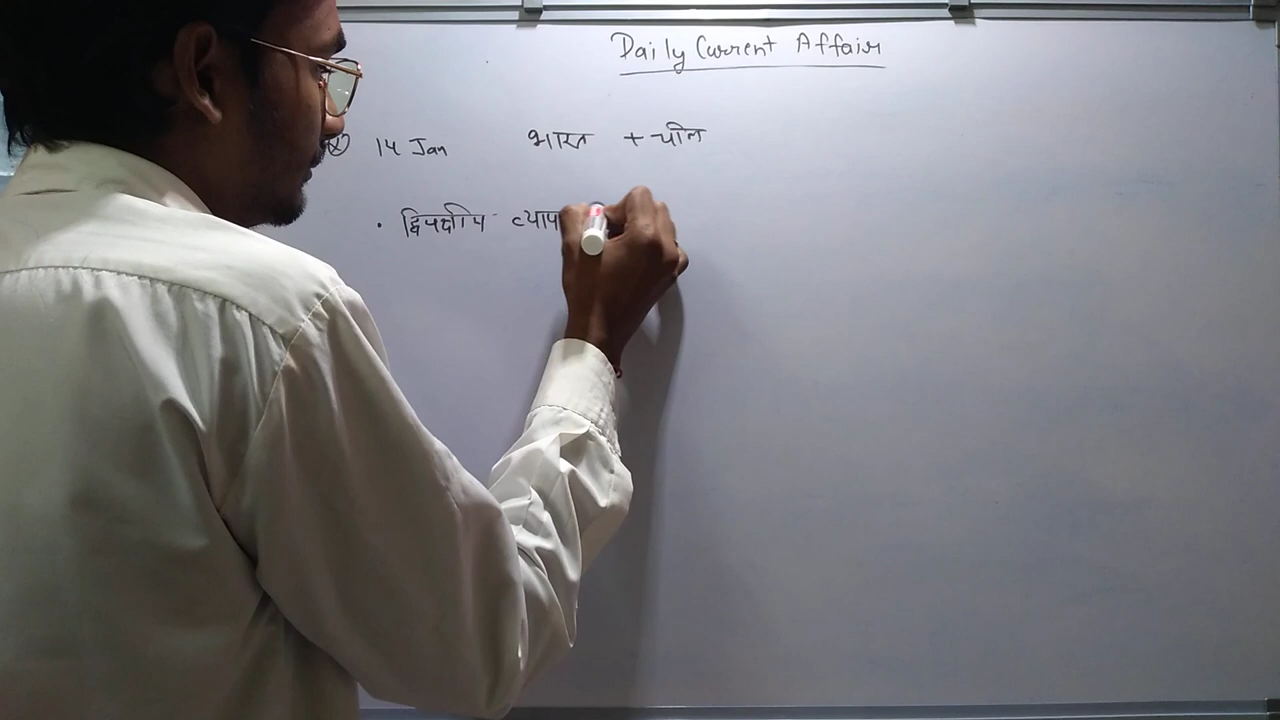 Daily Current Affair
14 Jan भारत + चीन
· द्विपक्षीय व्याप